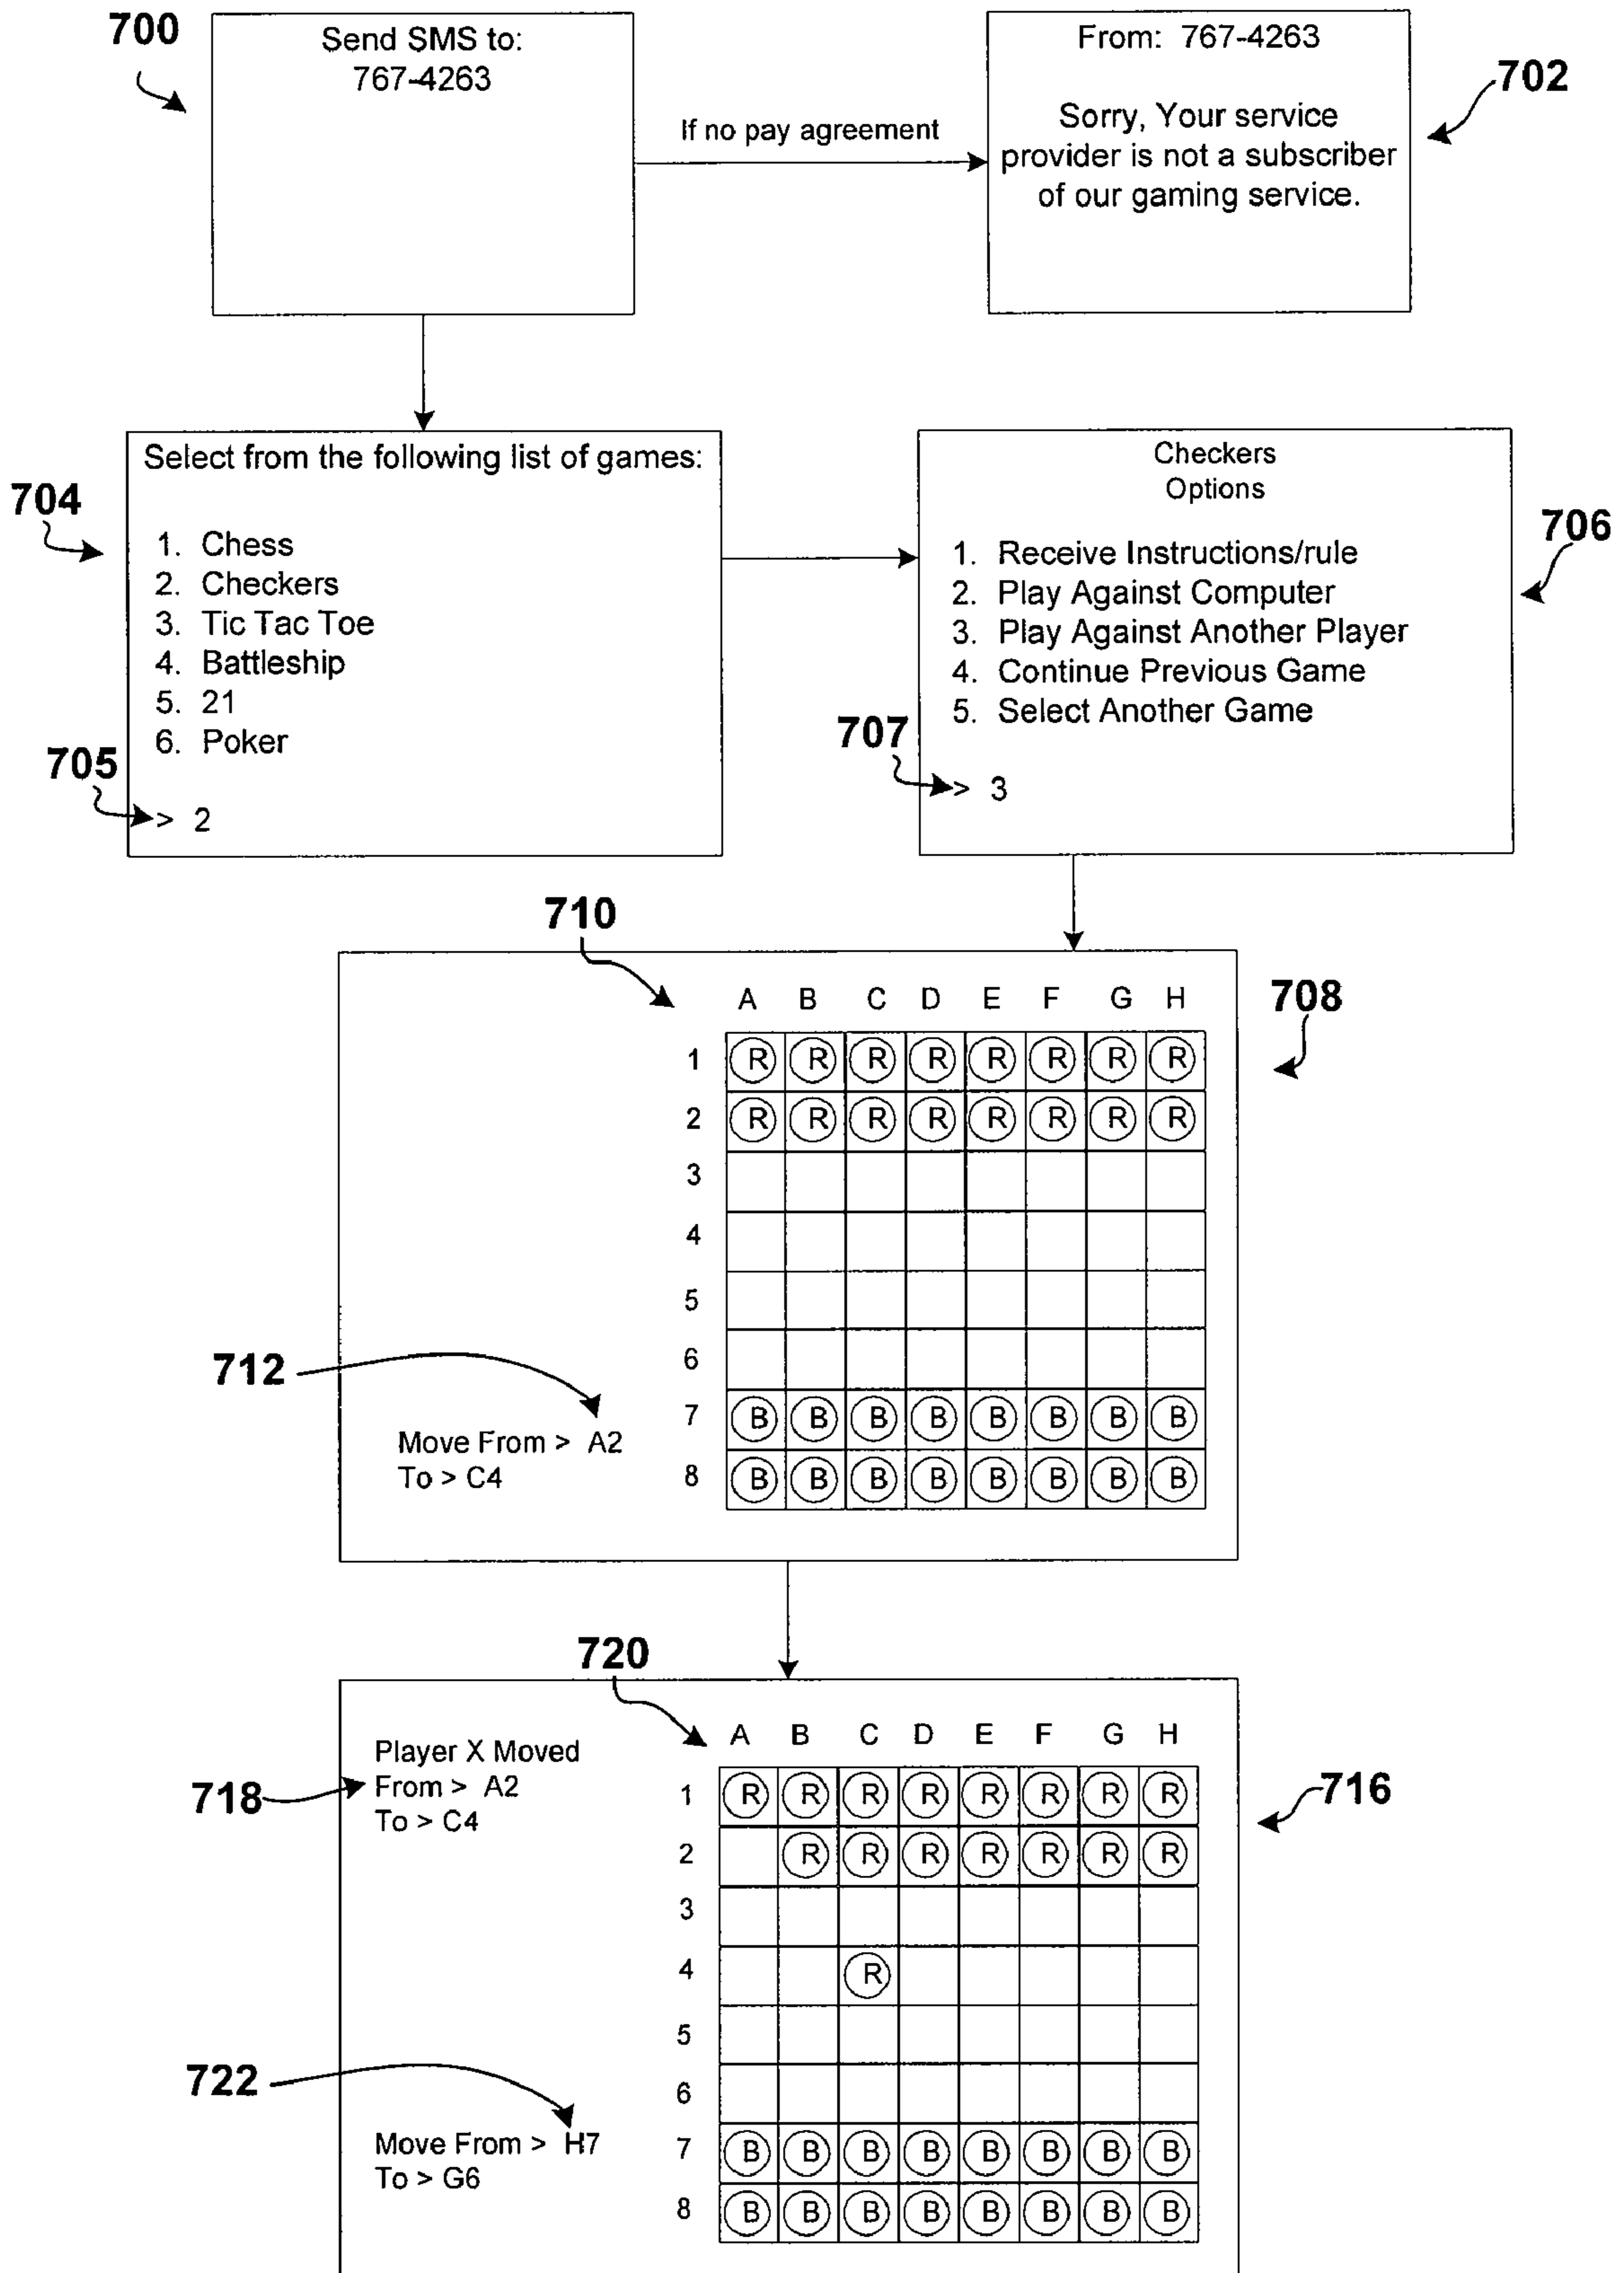 700
Send SMS to:
767-4263
If no pay agreement
From: 767-4263
Sorry, Your service
provider is not a subscriber
of our gaming service.
702
704
Select from the following list of games:
1. Chess
2. Checkers
3. Tic Tac Toe
4. Battleship
5. 21
6. Poker
705
> 2
Checkers
Options
1. Receive Instructions/rule
2. Play Against Computer
3. Play Against Another Player
4. Continue Previous Game
5. Select Another Game
706
707
> 3
710
708
A B C D E F G H
1 R R R R R R R R
2 R R R R R R R R
3
4
5
6
7 B B B B B B B B
8 B B B B B B B B
712
Move From > A2
To > C4
720
716
718
Player X Moved
From > A2
To > C4
A B C D E F G H
1 R R R R R R R R
2 R R R R R R R
3
4 R
5
6
7 B B B B B B B B
8 B B B B B B B B
722
Move From > H7
To > G6